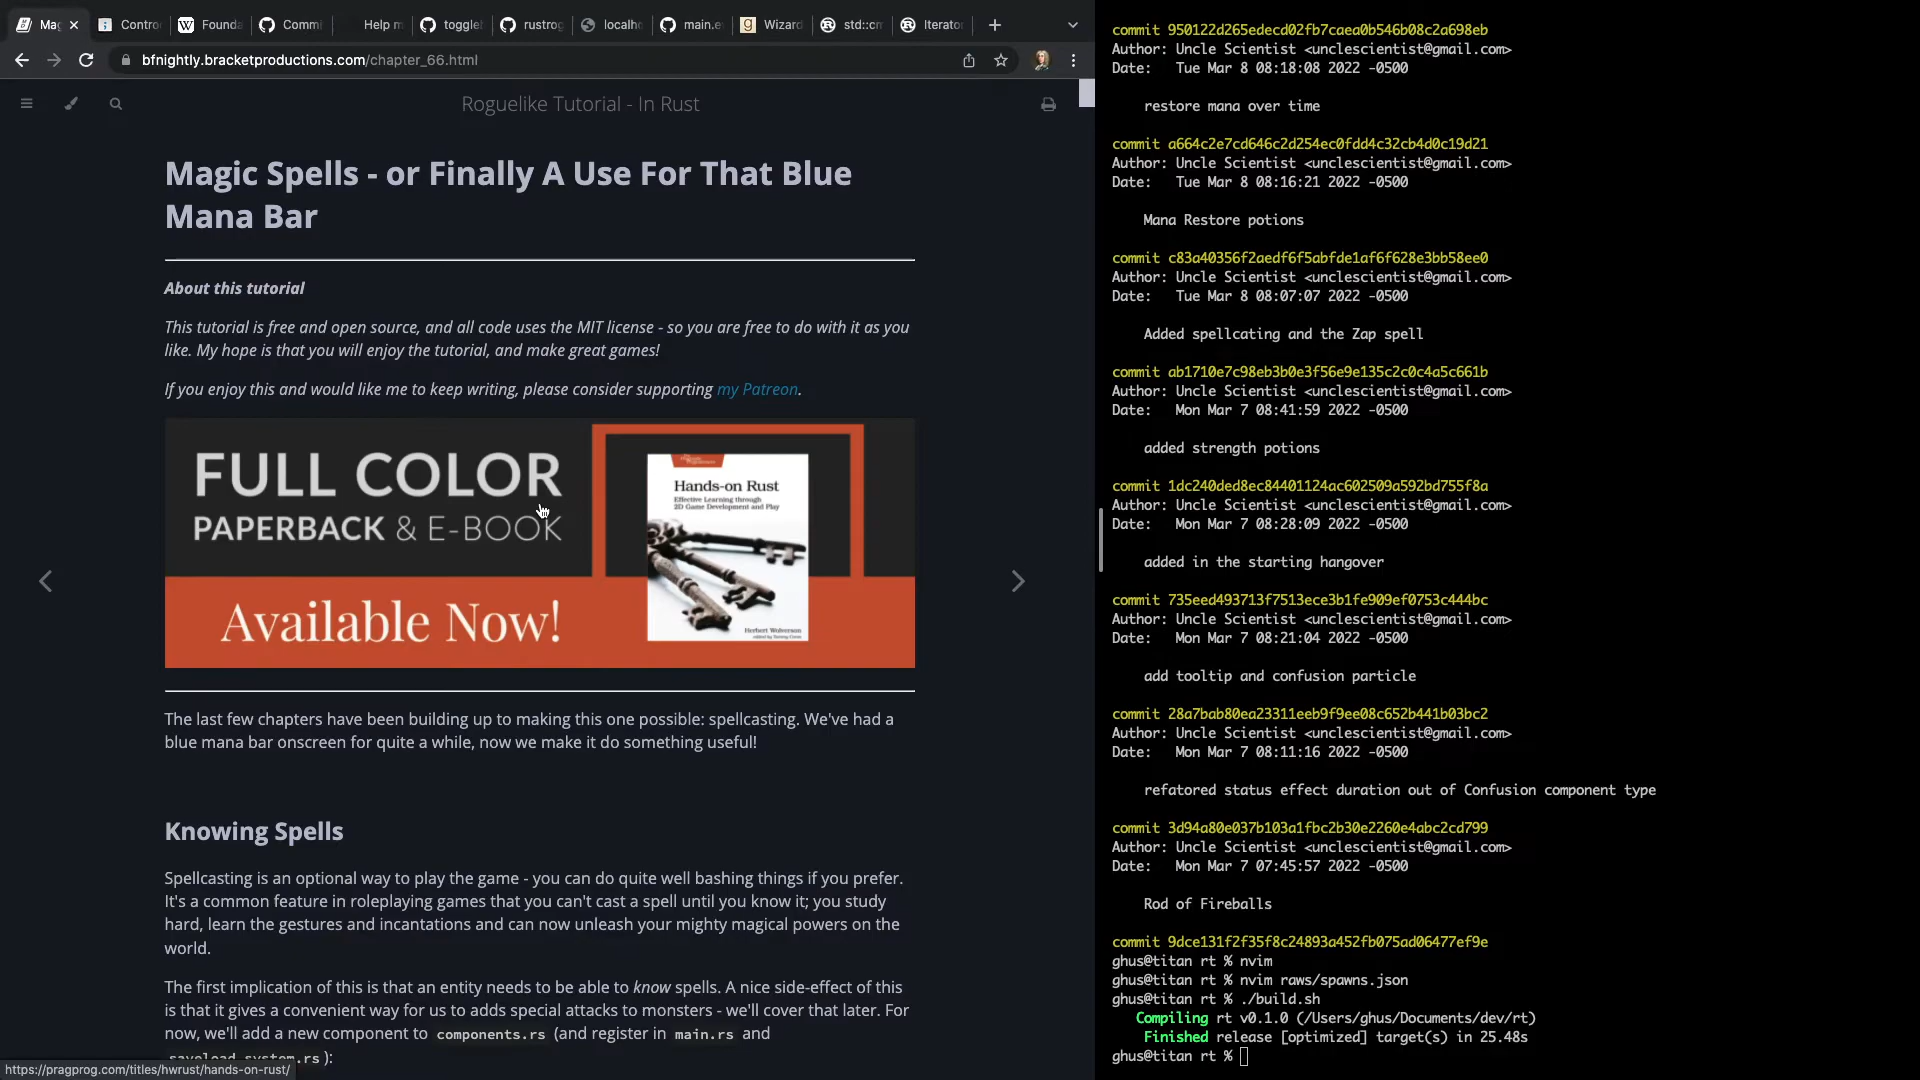 Mag
Contro
Founda
Comm
Help m
toggle
rustrog
localho
main.e
Wizard
std::cm
Iterato
bfnightly.bracketproductions.com/chapter_66.html
Roguelike Tutorial - In Rust
Magic Spells - or Finally A Use For That Blue
Mana Bar
About this tutorial
This tutorial is free and open source, and all code uses the MIT license - so you are free to do with it as you
like. My hope is that you will enjoy the tutorial, and make great games!
If you enjoy this and would like me to keep writing, please consider supporting my Patreon.
FULL COLOR
PAPERBACK & E-BOOK
Available Now!
Hands-on Rust
Effective Learning through
2D Game Development and Play
Herbert Wolverson
The last few chapters have been building up to making this one possible: spellcasting. We've had a
blue mana bar onscreen for quite a while, now we make it do something useful!
Knowing Spells
Spellcasting is an optional way to play the game - you can do quite well bashing things if you prefer.
It's a common feature in roleplaying games that you can't cast a spell until you know it; you study
hard, learn the gestures and incantations and can now unleash your mighty magical powers on the
world.
The first implication of this is that an entity needs to be able to know spells. A nice side-effect of this
is that it gives a convenient way for us to adds special attacks to monsters - we'll cover that later. For
now, we'll add a new component to components.rs (and register in main.rs and
saveload_system.rs ):
https://pragprog.com/titles/hwrust/hands-on-rust/
commit 950122d265edecd02fb7caea0b546b08c2a698eb
Author: Uncle Scientist <unclescientist@gmail.com>
Date:   Tue Mar 8 08:18:08 2022 -0500
restore mana over time
commit a664c2e7cd646c2d254ec0fdd4c32cb4d0c19d21
Author: Uncle Scientist <unclescientist@gmail.com>
Date:   Tue Mar 8 08:16:21 2022 -0500
Mana Restore potions
commit c83a40356f2aedf6f5abfde1af6f628e3bb58ee0
Author: Uncle Scientist <unclescientist@gmail.com>
Date:   Tue Mar 8 08:07:07 2022 -0500
Added spellcating and the Zap spell
commit ab1710e7c98eb3b0e3f56e9e135c2c0c4a5c661b
Author: Uncle Scientist <unclescientist@gmail.com>
Date:   Mon Mar 7 08:41:59 2022 -0500
added strength potions
commit 1dc240ded8ec84401124ac602509a592bd755f8a
Author: Uncle Scientist <unclescientist@gmail.com>
Date:   Mon Mar 7 08:28:09 2022 -0500
added in the starting hangover
commit 735eed493713f7513ece3b1fe909ef0753c444bc
Author: Uncle Scientist <unclescientist@gmail.com>
Date:   Mon Mar 7 08:21:04 2022 -0500
add tooltip and confusion particle
commit 28a7bab80ea23311eeb9f9ee08c652b441b03bc2
Author: Uncle Scientist <unclescientist@gmail.com>
Date:   Mon Mar 7 08:11:16 2022 -0500
refatored status effect duration out of Confusion component type
commit 3d94a80e037b103a1fbc2b30e2260e4abc2cd799
Author: Uncle Scientist <unclescientist@gmail.com>
Date:   Mon Mar 7 07:45:57 2022 -0500
Rod of Fireballs
commit 9dce131f2f35f8c24893a452fb075ad06477ef9e
ghus@titan rt % nvim
ghus@titan rt % nvim raws/spawns.json
ghus@titan rt % ./build.sh
Compiling rt v0.1.0 (/Users/ghus/Documents/dev/rt)
Finished release [optimized] target(s) in 25.48s
ghus@titan rt %